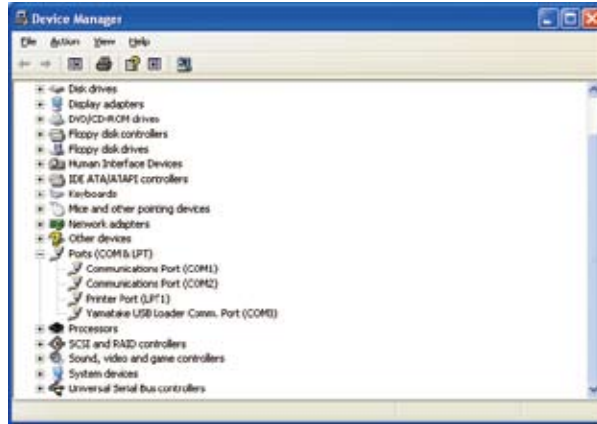 Device Manager
File Action View Help
Disk drives
Display adapters
DVD/CD-ROM drives
Floppy disk controllers
Floppy disk drives
Human Interface Devices
IDE ATA/ATAPI controllers
Keyboards
Mice and other pointing devices
Network adapters
Other devices
Ports (COM & LPT)
Communications Port (COM1)
Communications Port (COM2)
Printer Port (LPT1)
Yamatake USB Loader Comm. Port (COM3)
Processors
SCSI and RAID controllers
Sound, video and game controllers
System devices
Universal Serial Bus controllers